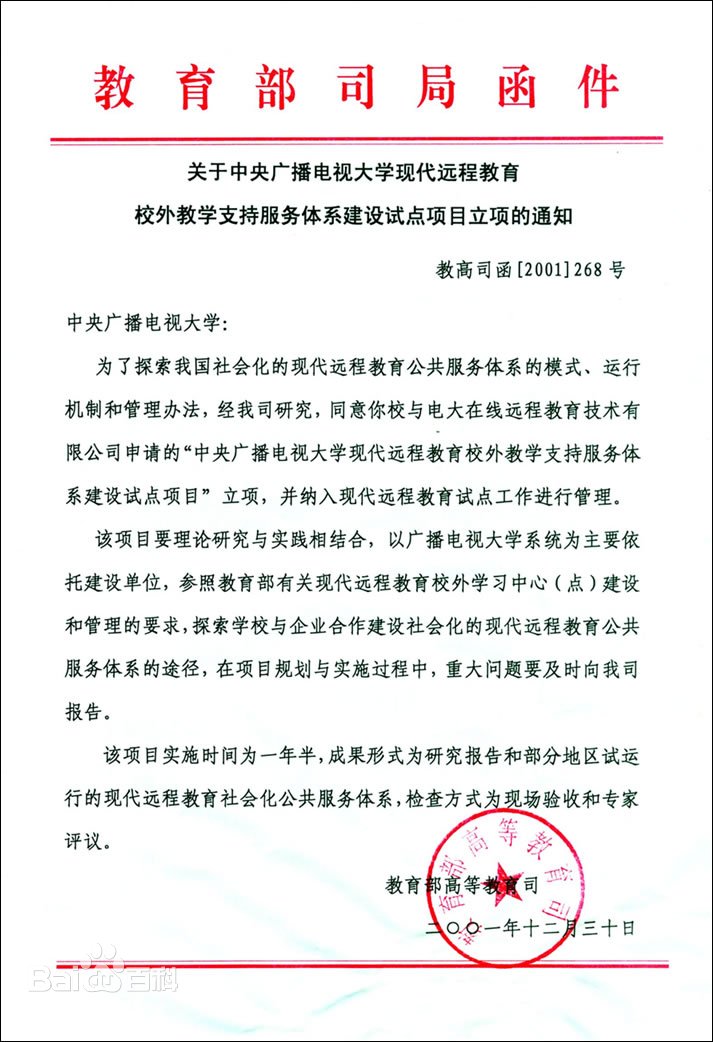 教育部司局函件
关于中央广播电视大学现代远程教育
校外教学支持服务体系建设试点项目立项的通知
教高司函[2001]268号
中央广播电视大学：
为了探索我国社会化的现代远程教育公共服务体系的模式、运行
机制和管理办法，经我司研究，同意你校与电大在线远程教育技术有
限公司申请的“中央广播电视大学现代远程教育校外教学支持服务体
系建设试点项目”立项，并纳入现代远程教育试点工作进行管理。
该项目要理论研究与实践相结合，以广播电视大学系统为主要依
托建设单位，参照教育部有关现代远程教育校外学习中心（点）建设
和管理的要求，探索学校与企业合作建设社会化的现代远程教育公共
服务体系的途径，在项目规划与实施过程中，重大问题要及时向我司
报告。
该项目实施时间为一年半，成果形式为研究报告和部分地区试运
行的现代远程教育社会化公共服务体系，检查方式为现场验收和专家
评议。
教育部高等教育司
教育部高等教育司
二〇〇一年十二月三十日
Baidu百科